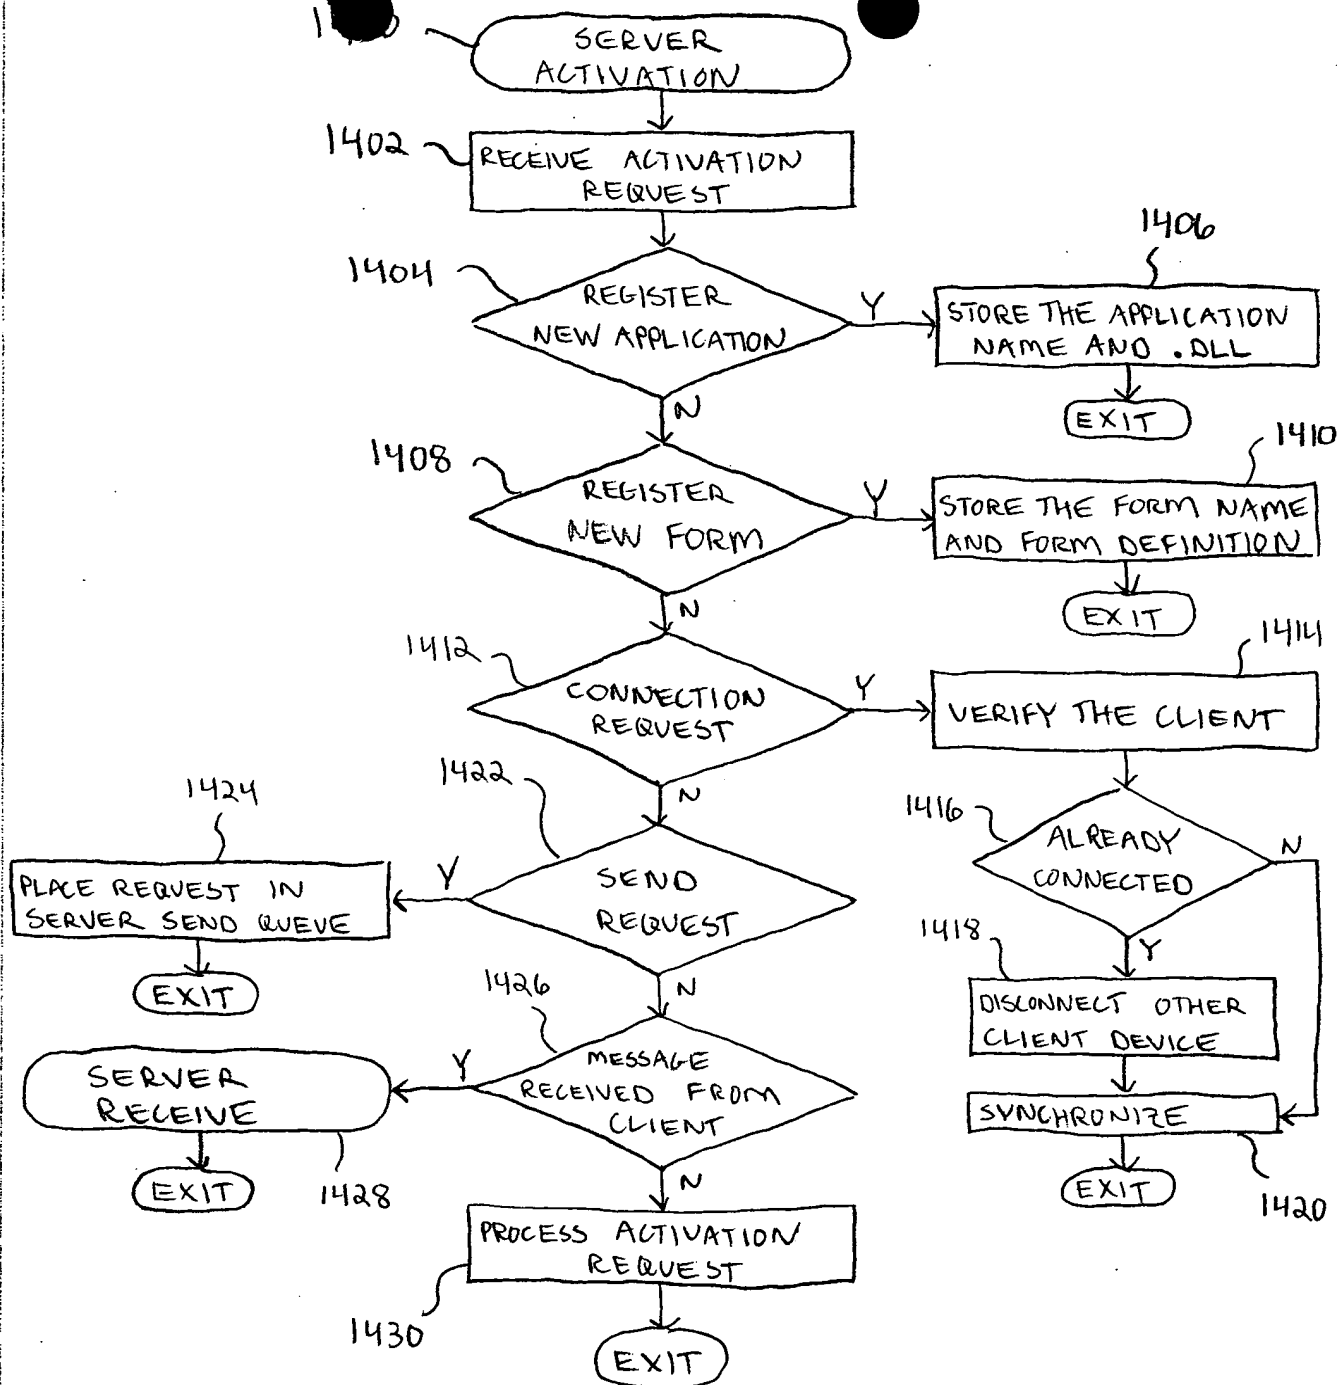 SERVER
ACTIVATION
1402
RECEIVE ACTIVATION
REQUEST
1404
REGISTER
NEW APPLICATION
Y
1406
STORE THE APPLICATION
NAME AND .DLL
EXIT
N
1408
REGISTER
NEW FORM
Y
1410
STORE THE FORM NAME
AND FORM DEFINITION
EXIT
N
1412
CONNECTION
REQUEST
Y
1414
VERIFY THE CLIENT
1416
ALREADY
CONNECTED
N
Y
1418
DISCONNECT OTHER
CLIENT DEVICE
SYNCHRONIZE
1420
EXIT
N
1422
SEND
REQUEST
Y
1424
PLACE REQUEST IN
SERVER SEND QUEUE
EXIT
N
1426
MESSAGE
RECEIVED FROM
CLIENT
Y
SERVER
RECEIVE
1428
EXIT
N
PROCESS ACTIVATION
REQUEST
1430
EXIT